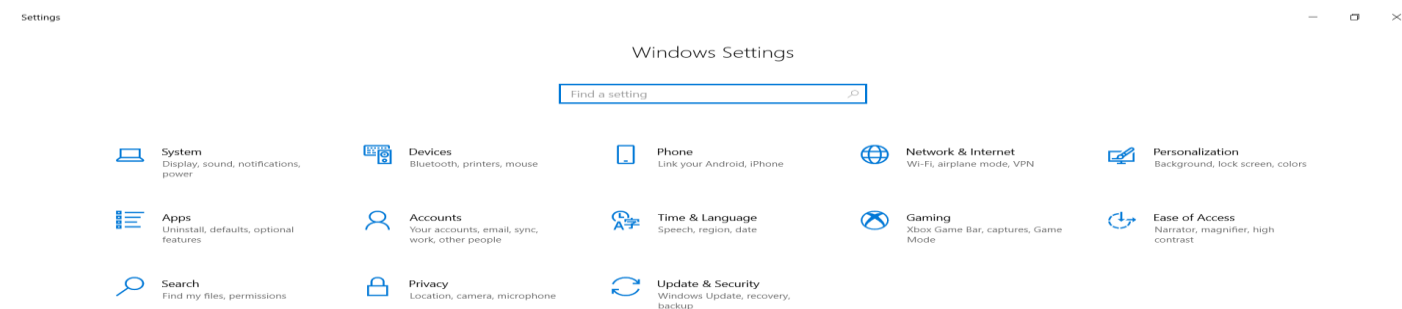 Settings
Windows Settings
Find a setting
System
Display, sound, notifications,
power
Devices
Bluetooth, printers, mouse
Phone
Link your Android, iPhone
Network & Internet
Wi-Fi, airplane mode, VPN
Personalization
Background, lock screen, colors
Apps
Uninstall, defaults, optional
features
Accounts
Your accounts, email, sync,
work, other people
Time & Language
Speech, region, date
Gaming
Xbox Game Bar, captures, Game
Mode
Ease of Access
Narrator, magnifier, high
contrast
Search
Find my files, permissions
Privacy
Location, camera, microphone
Update & Security
Windows Update, recovery,
backup